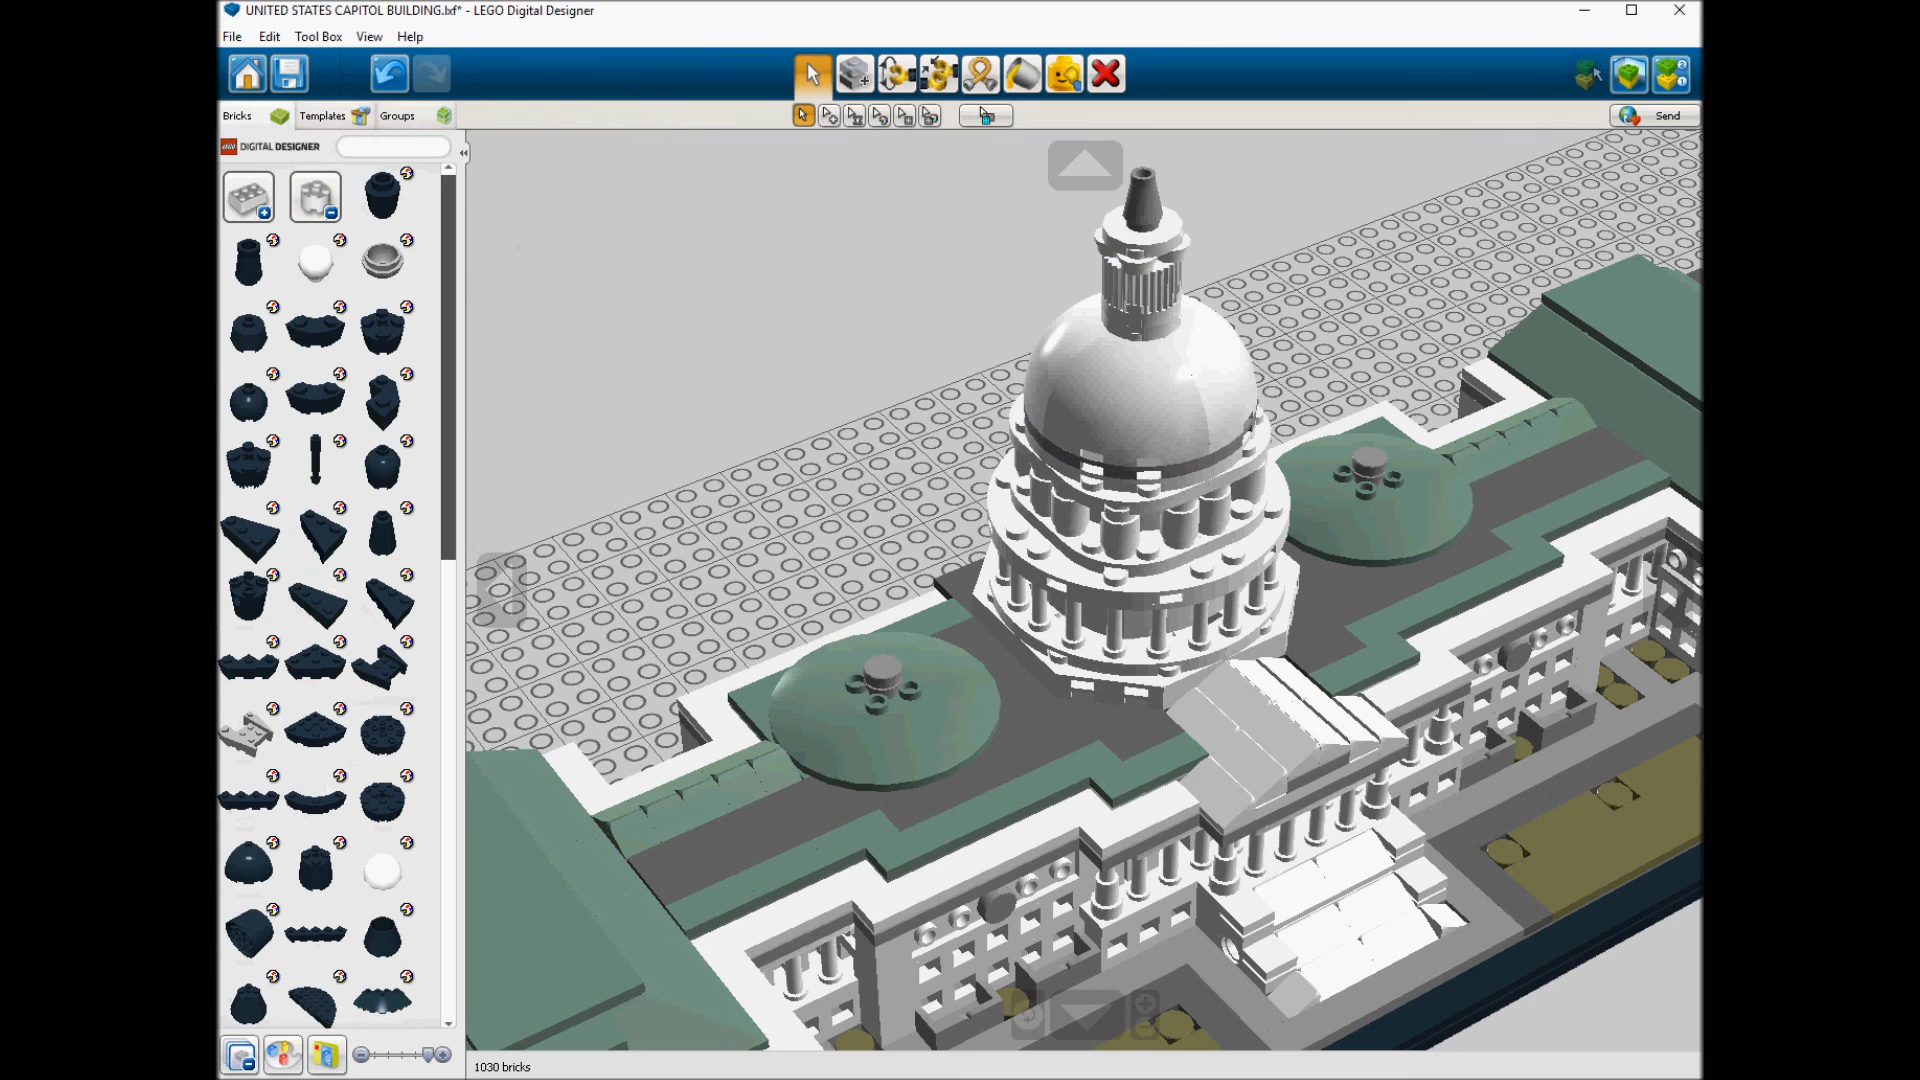 UNITED STATES CAPITOL BUILDING.lxf* - LEGO Digital Designer
File Edit Tool Box View Help
Bricks Templates Groups
Send
LEGO DIGITAL DESIGNER
1030 bricks